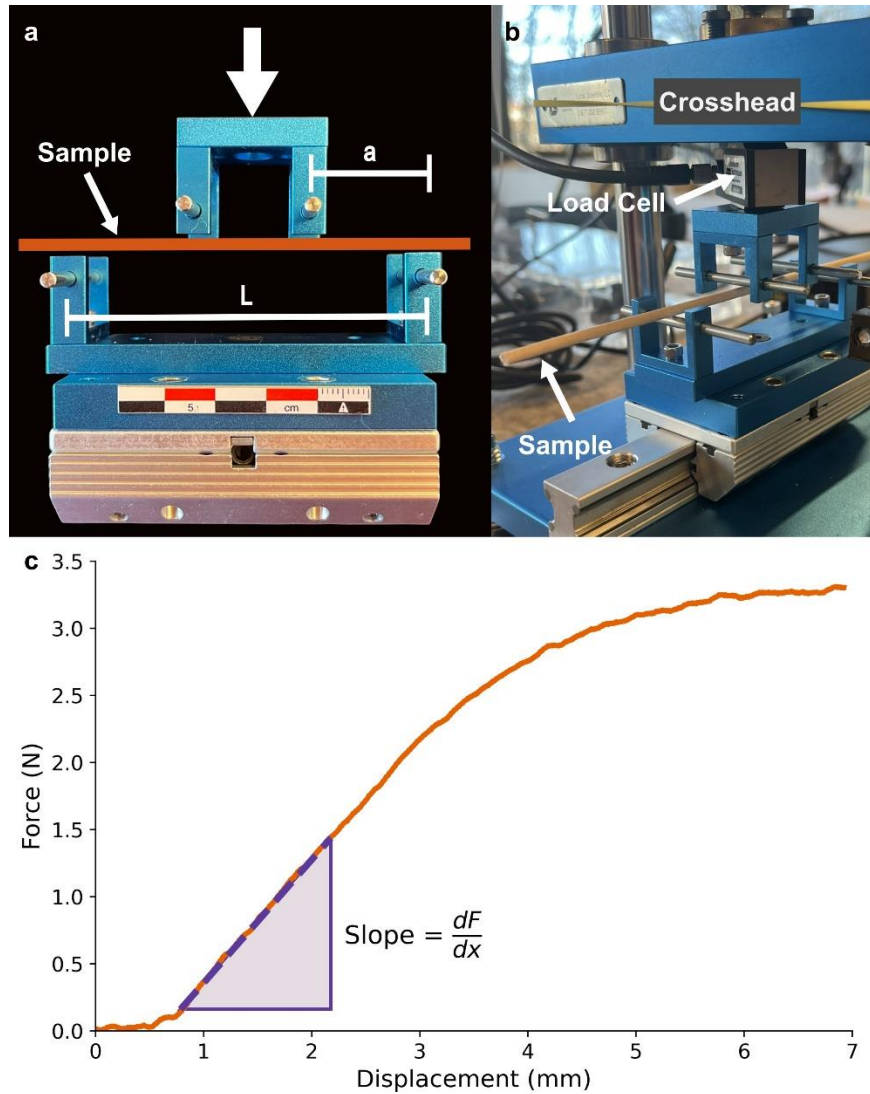 a
Sample
a
L
5
cm
b
Crosshead
Load Cell
Sample
c
3.5
3.0
2.5
2.0
1.5
1.0
0.5
0.0
Force (N)
Slope = dF/dx
0 1 2 3 4 5 6 7
Displacement (mm)